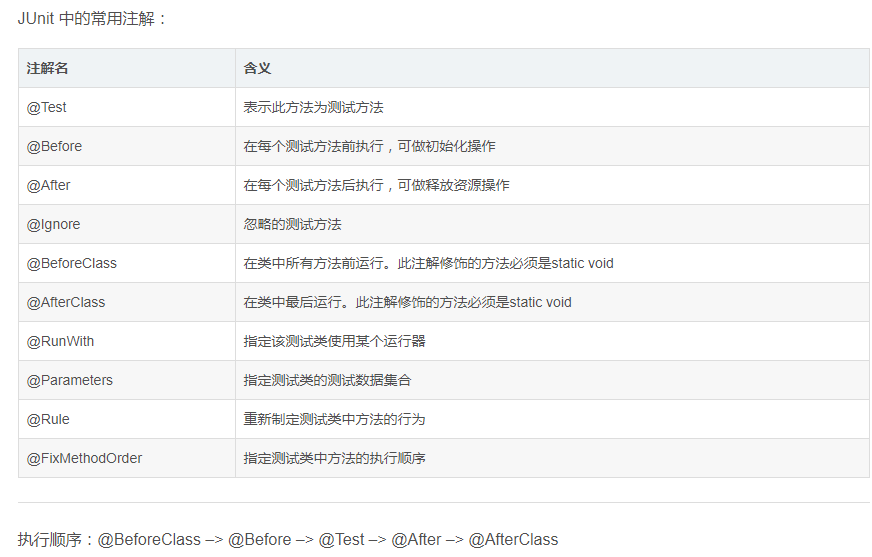 JUnit 中的常用注解：
注解名 含义
@Test 表示此方法为测试方法
@Before 在每个测试方法前执行，可做初始化操作
@After 在每个测试方法后执行，可做释放资源操作
@Ignore 忽略的测试方法
@BeforeClass 在类中所有方法前运行。此注解修饰的方法必须是static void
@AfterClass 在类中最后运行。此注解修饰的方法必须是static void
@RunWith 指定该测试类使用某个运行器
@Parameters 指定测试类的测试数据集合
@Rule 重新制定测试类中方法的行为
@FixMethodOrder 指定测试类中方法的执行顺序
执行顺序：@BeforeClass –> @Before –> @Test –> @After –> @AfterClass